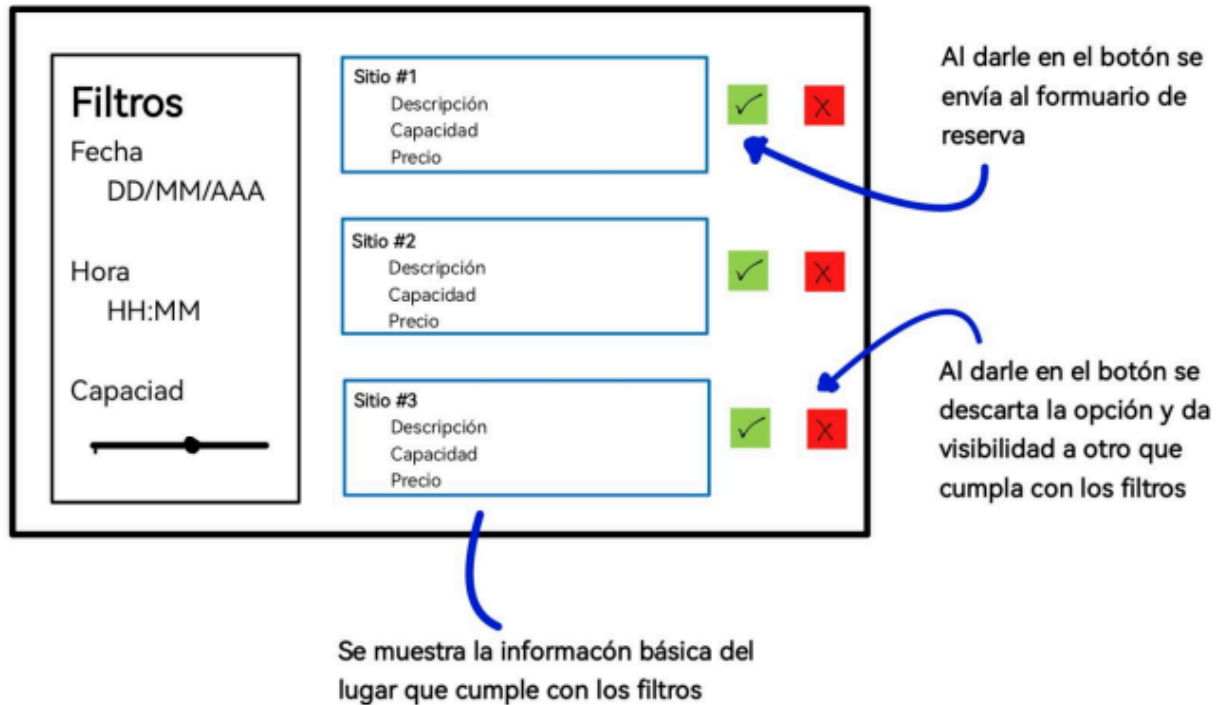 Filtros
Fecha
DD/MM/AAA
Hora
HH:MM
Capaciad
Sitio #1
Descripción
Capacidad
Precio
Sitio #2
Descripción
Capacidad
Precio
Sitio #3
Descripción
Capacidad
Precio
Al darle en el botón se
envía al formuario de
reserva
Al darle en el botón se
descarta la opción y da
visibilidad a otro que
cumpla con los filtros
Se muestra la informacón básica del
lugar que cumple con los filtros